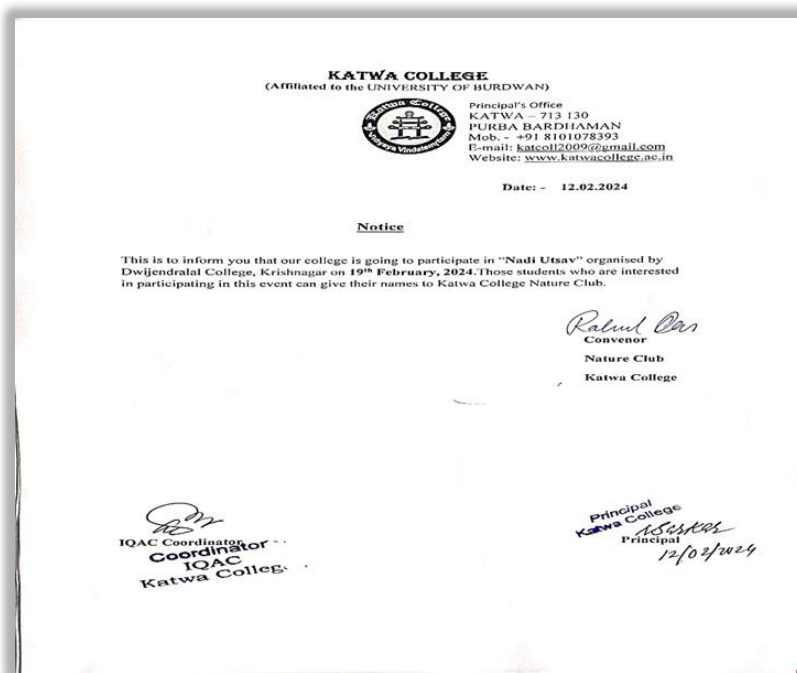 KATWA COLLEGE
(Affiliated to the UNIVERSITY OF BURDWAN)
Katwa College
Vidyaya Vindatemritam
Principal's Office
KATWA – 713 130
PURBA BARDHAMAN
Mob. - +91 8101078393
E-mail: katcoll2009@gmail.com
Website: www.katwacollege.ac.in
Date: - 12.02.2024
Notice
This is to inform you that our college is going to participate in "Nadi Utsav" organised by
Dwijendralal College, Krishnagar on 19th February, 2024.Those students who are interested
in participating in this event can give their names to Katwa College Nature Club.
Rahul Das
Convenor
Nature Club
Katwa College
IQAC Coordinator
Coordinator
IQAC
Katwa College
Principal
Katwa College
NSarkar
Principal
12/02/2024